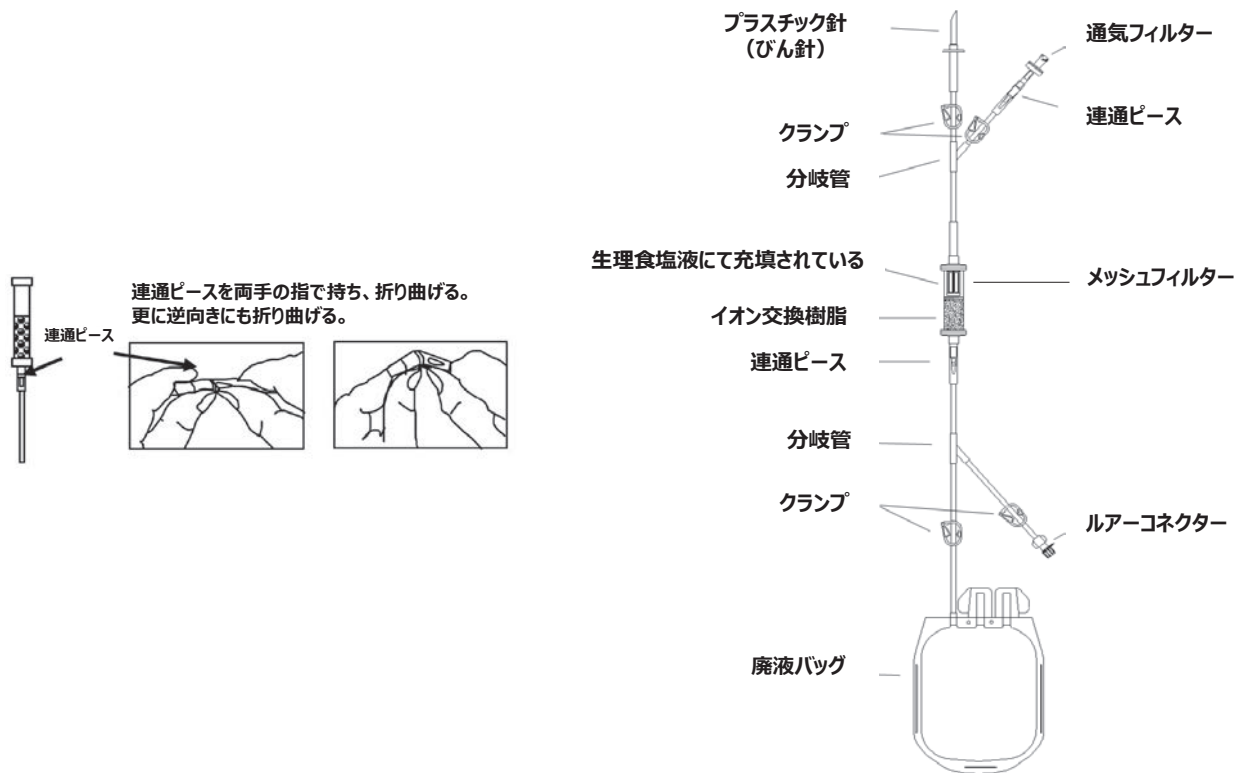 連通ピースを両手の指で持ち、折り曲げる。
更に逆向きにも折り曲げる。
連通ピース
プラスチック針
（びん針）
通気フィルター
連通ピース
クランプ
分岐管
生理食塩液にて充填されている
メッシュフィルター
イオン交換樹脂
連通ピース
分岐管
クランプ
ルアーコネクター
廃液バッグ